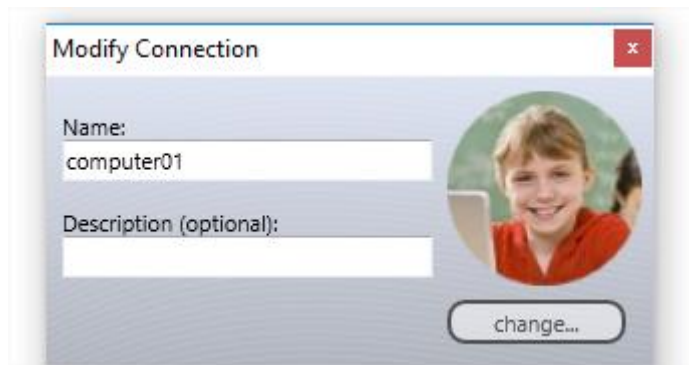 Modify Connection
x
Name:
computer01
Description (optional):
change...